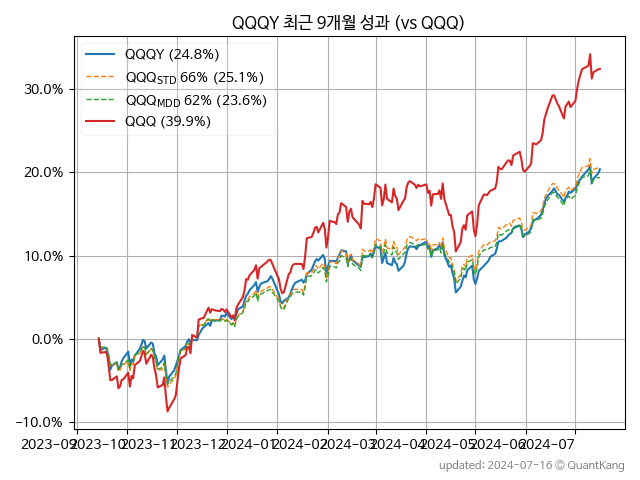 QQQY 최근 9개월 성과 (vs QQQ)
QQQY (24.8%)
QQQSTD 66% (25.1%)
QQQMDD 62% (23.6%)
QQQ (39.9%)
30.0%
20.0%
10.0%
0.0%
−10.0%
2023-09 2023-10 2023-11 2023-12 2024-01 2024-02 2024-03 2024-04 2024-05 2024-06 2024-07
updated: 2024-07-16 © QuantKang